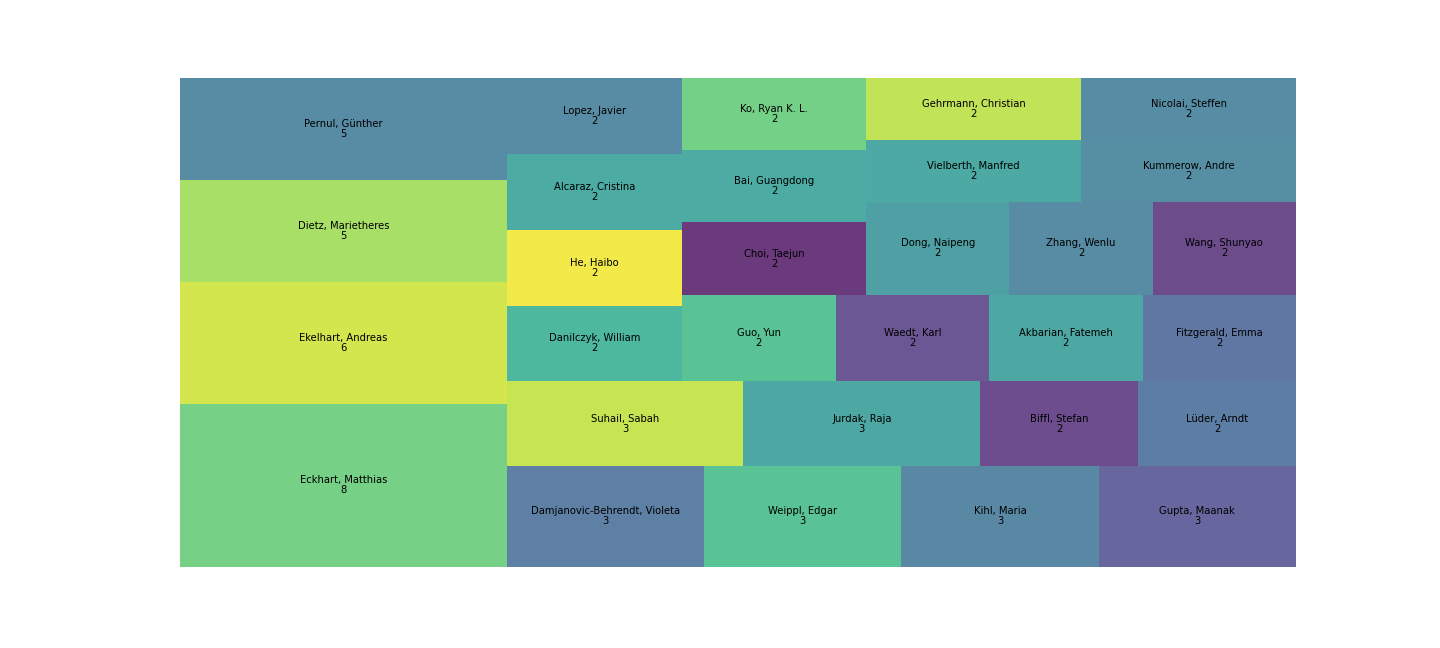 Pernul, Günther
5
Dietz, Marietheres
5
Ekelhart, Andreas
6
Eckhart, Matthias
8
Lopez, Javier
2
Alcaraz, Cristina
2
He, Haibo
2
Danilczyk, William
2
Ko, Ryan K. L.
2
Bai, Guangdong
2
Choi, Taejun
2
Gehrmann, Christian
2
Nicolai, Steffen
2
Vielberth, Manfred
2
Kummerow, Andre
2
Dong, Naipeng
2
Zhang, Wenlu
2
Wang, Shunyao
2
Guo, Yun
2
Waedt, Karl
2
Akbarian, Fatemeh
2
Fitzgerald, Emma
2
Suhail, Sabah
3
Jurdak, Raja
3
Biffl, Stefan
2
Lüder, Arndt
2
Damjanovic-Behrendt, Violeta
3
Weippl, Edgar
3
Kihl, Maria
3
Gupta, Maanak
3